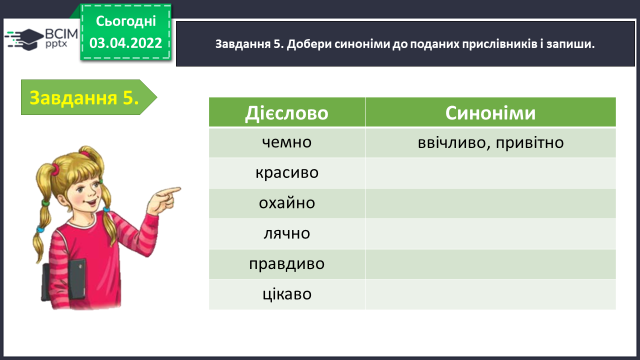 ВСІМ
pptx
Сьогодні
03.04.2022
Завдання 5. Добери синоніми до поданих прислівників і запиши.
Завдання 5.
Дієслово Синоніми
чемно ввічливо, привітно
красиво
охайно
лячно
правдиво
цікаво